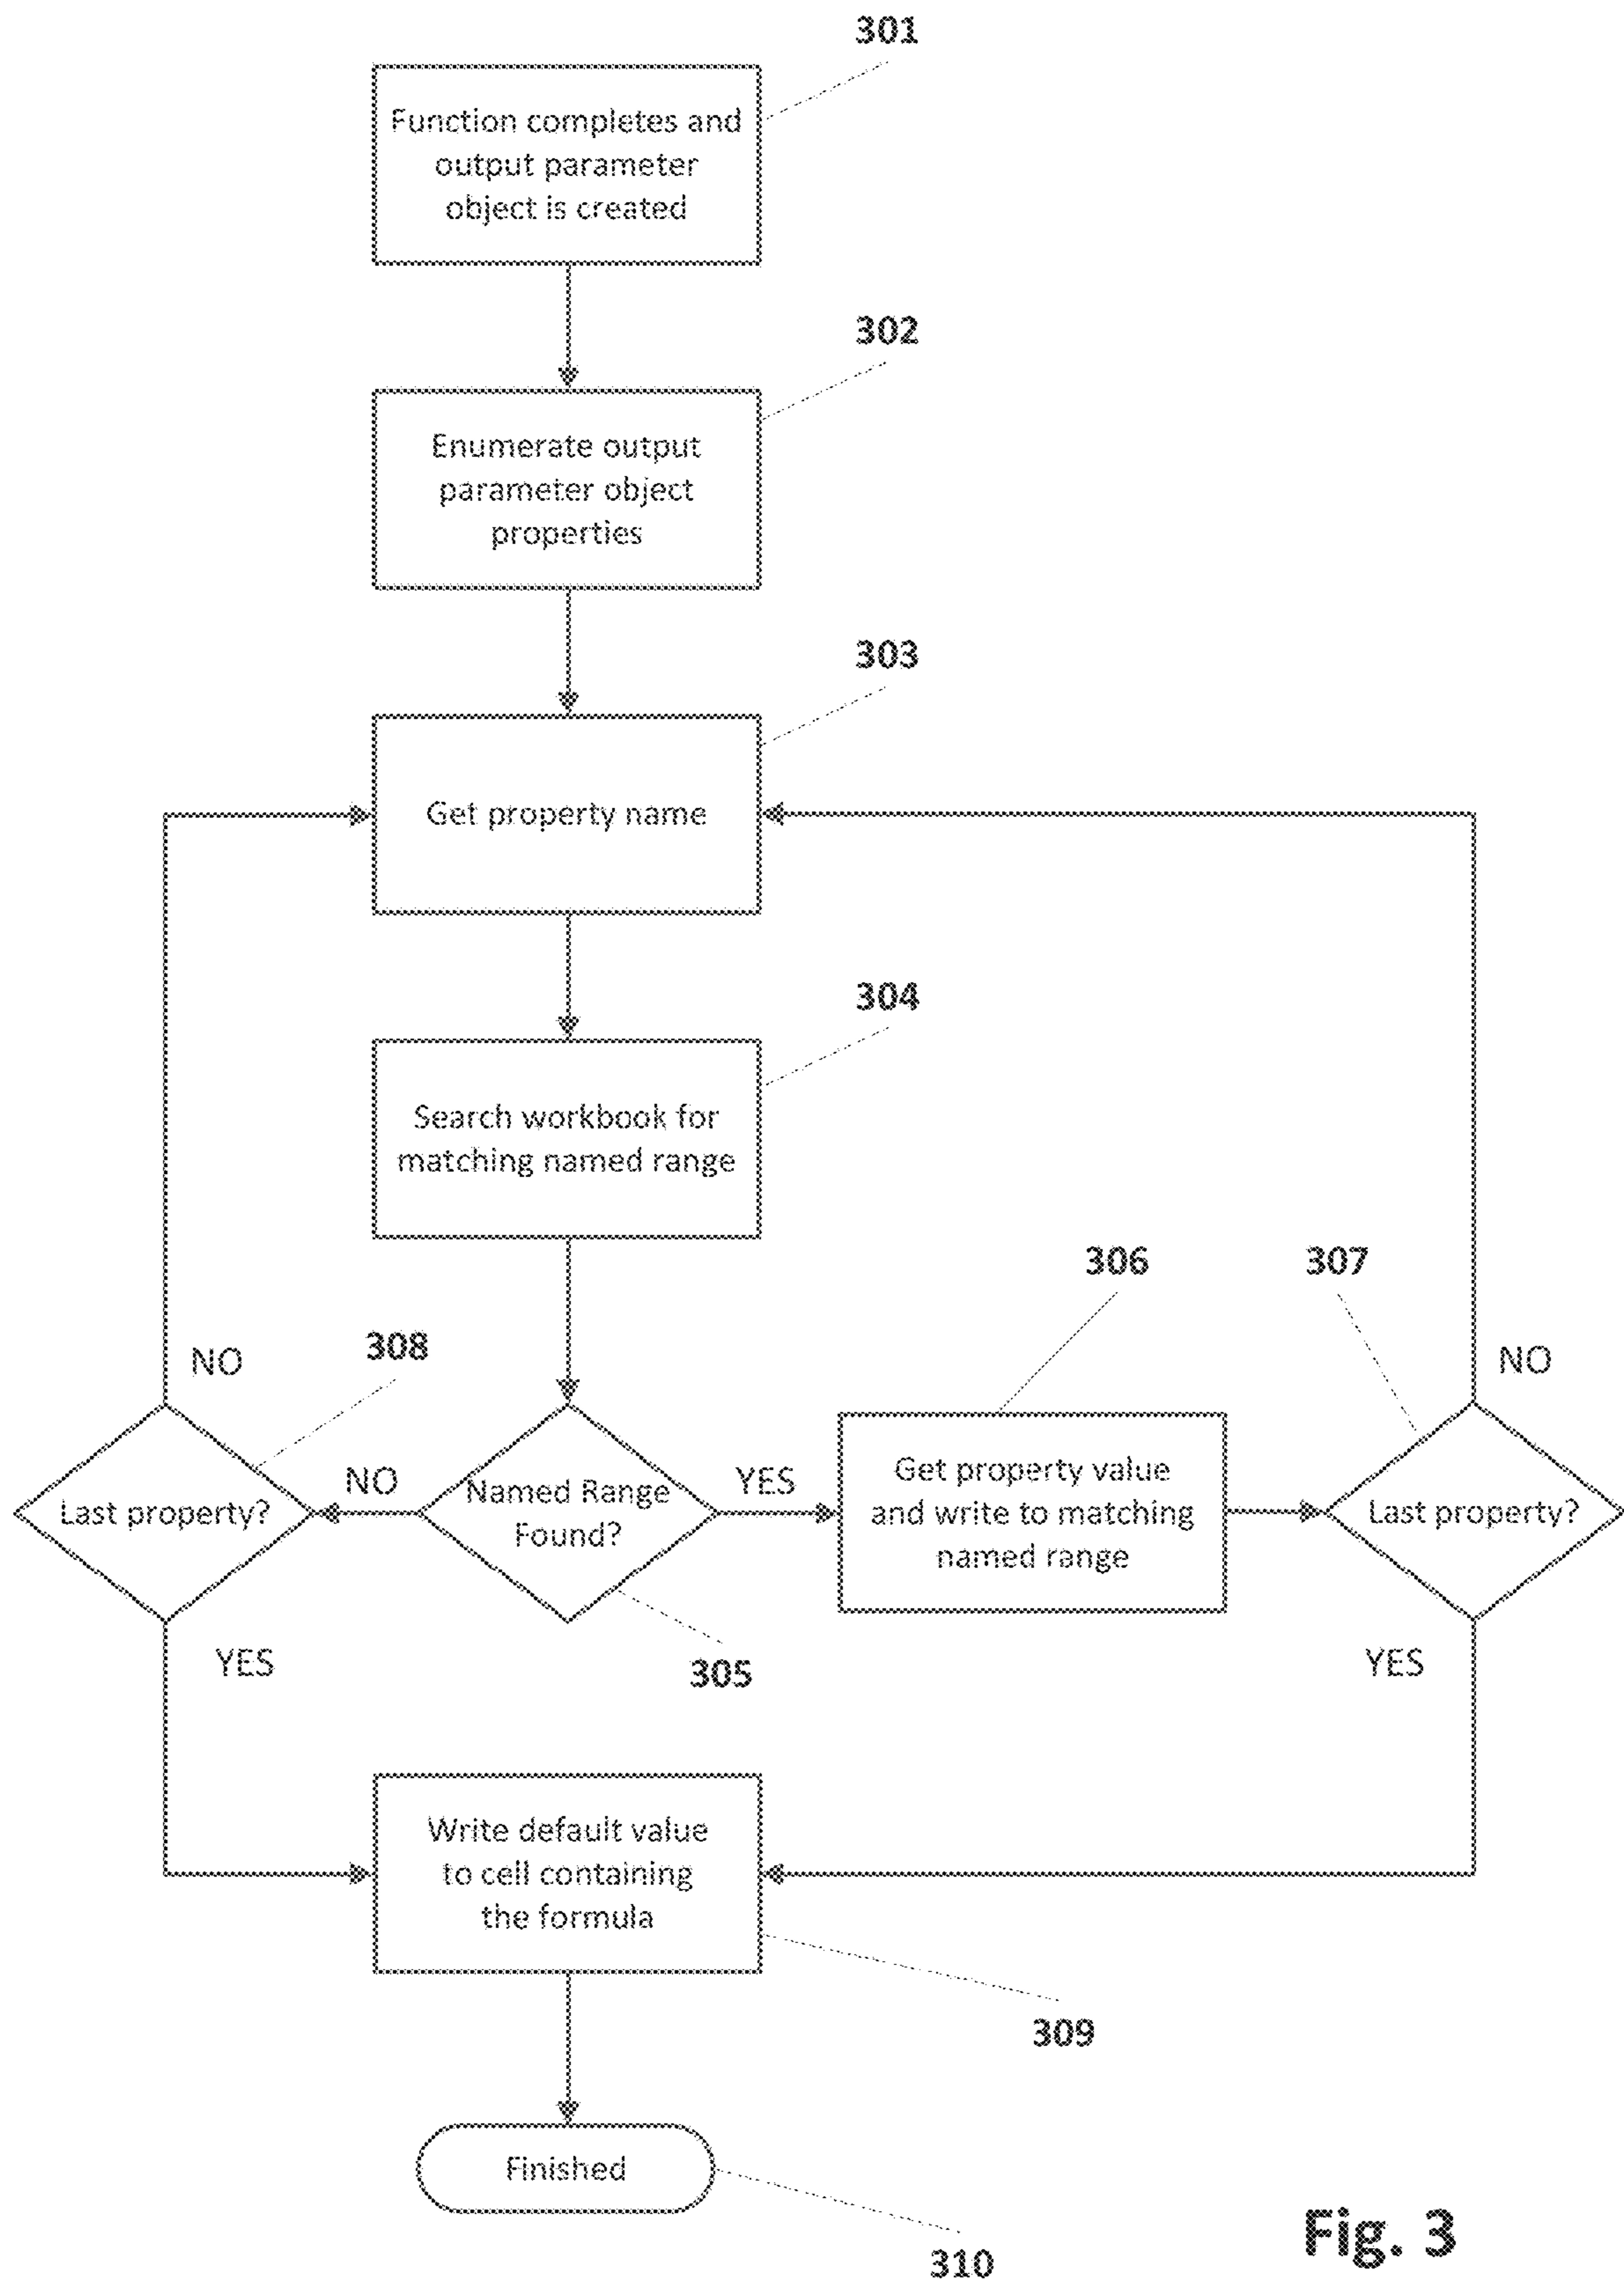 301
Function completes and
output parameter
object is created
302
Enumerate output
parameter object
properties
303
Get property name
304
Search workbook for
matching named range
306
307
308
NO
NO
Last property?
NO
Named Range
Found?
YES
Get property value
and write to matching
named range
Last property?
305
YES
YES
Write default value
to cell containing
the formula
309
Finished
310
Fig. 3